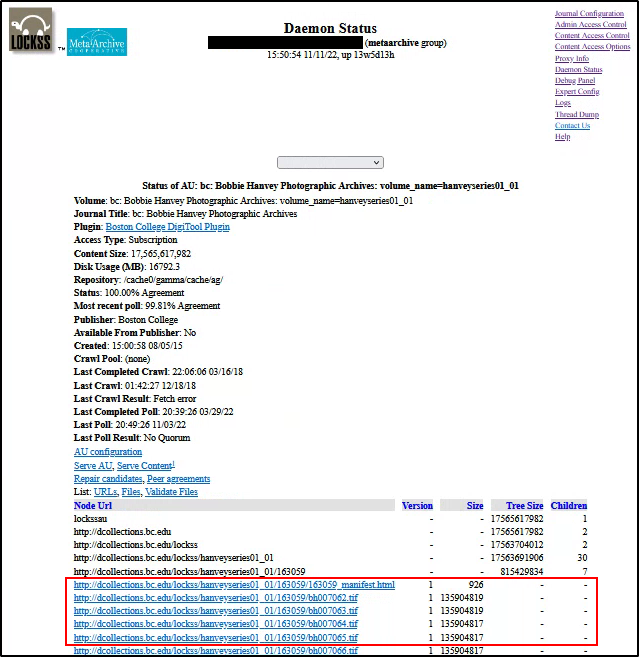 LOCKSS
TM
MetaArchive
COOPERATIVE
Daemon Status
(metaarchive group)
15:50:54 11/11/22, up 13w5d13h
Journal Configuration
Admin Access Control
Content Access Control
Content Access Options
Proxy Info
Daemon Status
Debug Panel
Expert Config
Logs
Thread Dump
Contact Us
Help
Status of AU: bc: Bobbie Hanvey Photographic Archives: volume_name=hanveyseries01_01
Volume: bc: Bobbie Hanvey Photographic Archives: volume_name=hanveyseries01_01
Journal Title: bc: Bobbie Hanvey Photographic Archives
Plugin: Boston College DigiTool Plugin
Access Type: Subscription
Content Size: 17,565,617,982
Disk Usage (MB): 16792.3
Repository: /cache0/gamma/cache/ag/
Status: 100.00% Agreement
Most recent poll: 99.81% Agreement
Publisher: Boston College
Available From Publisher: No
Created: 15:00:58 08/05/15
Crawl Pool: (none)
Last Completed Crawl: 22:06:06 03/16/18
Last Crawl: 01:42:27 12/18/18
Last Crawl Result: Fetch error
Last Completed Poll: 20:39:26 03/29/22
Last Poll: 20:49:26 11/03/22
Last Poll Result: No Quorum
AU configuration
Serve AU, Serve Content1
Repair candidates, Peer agreements
List: URLs, Files, Validate Files
Node Url Version Size Tree Size Children
lockssau - - 17565617982 1
http://dcollections.bc.edu - - 17565617982 2
http://dcollections.bc.edu/lockss - - 17563704012 2
http://dcollections.bc.edu/lockss/hanveyseries01_01 - - 17563691906 30
http://dcollections.bc.edu/lockss/hanveyseries01_01/163059 - - 815429834 7
http://dcollections.bc.edu/lockss/hanveyseries01_01/163059/163059_manifest.html 1 926 - -
http://dcollections.bc.edu/lockss/hanveyseries01_01/163059/bh007062.tif 1 135904819 - -
http://dcollections.bc.edu/lockss/hanveyseries01_01/163059/bh007063.tif 1 135904819 - -
http://dcollections.bc.edu/lockss/hanveyseries01_01/163059/bh007064.tif 1 135904817 - -
http://dcollections.bc.edu/lockss/hanveyseries01_01/163059/bh007065.tif 1 135904817 - -
http://dcollections.bc.edu/lockss/hanveyseries01_01/163059/bh007066.tif 1 135904817 - -